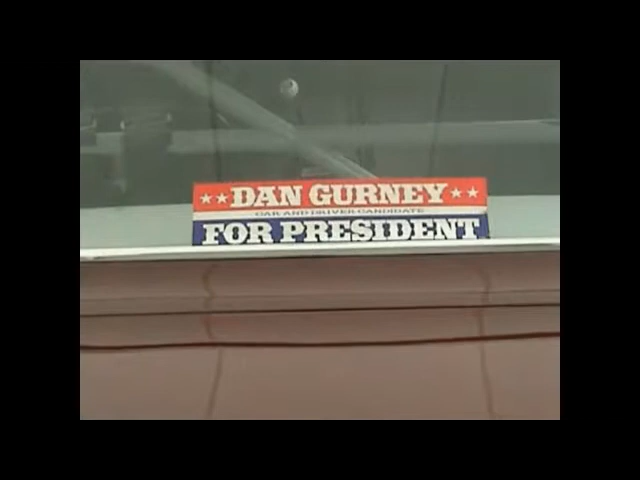 ★★DAN GURNEY★★
CAR AND DRIVER CANDIDATE
FOR PRESIDENT